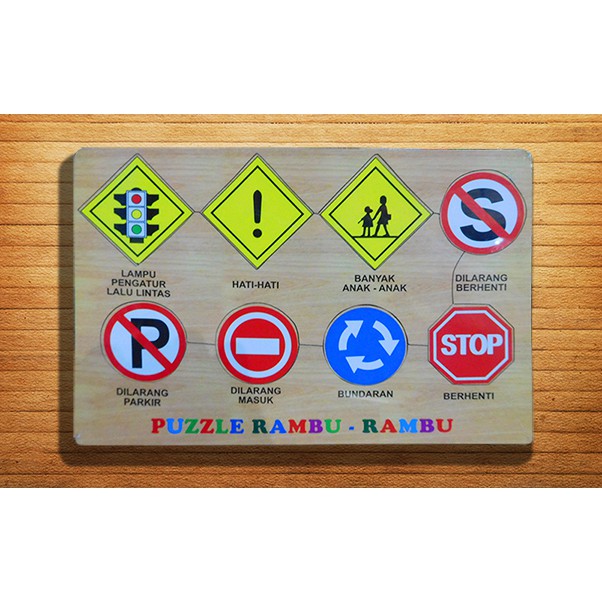 LAMPU
PENGATUR
LALU LINTAS
HATI-HATI
BANYAK
ANAK - ANAK
S
DILARANG
BERHENTI
P
DILARANG
PARKIR
DILARANG
MASUK
BUNDARAN
STOP
BERHENTI
PUZZLE RAMBU - RAMBU